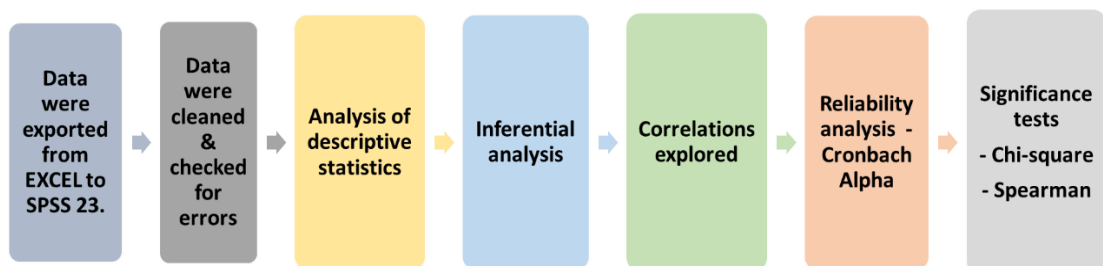 Data
were
exported
from
EXCEL to
SPSS 23.
Data
were
cleaned
&
checked
for
errors
Analysis of
descriptive
statistics
Inferential
analysis
Correlations
explored
Reliability
analysis -
Cronbach
Alpha
Significance
tests
- Chi-square
- Spearman